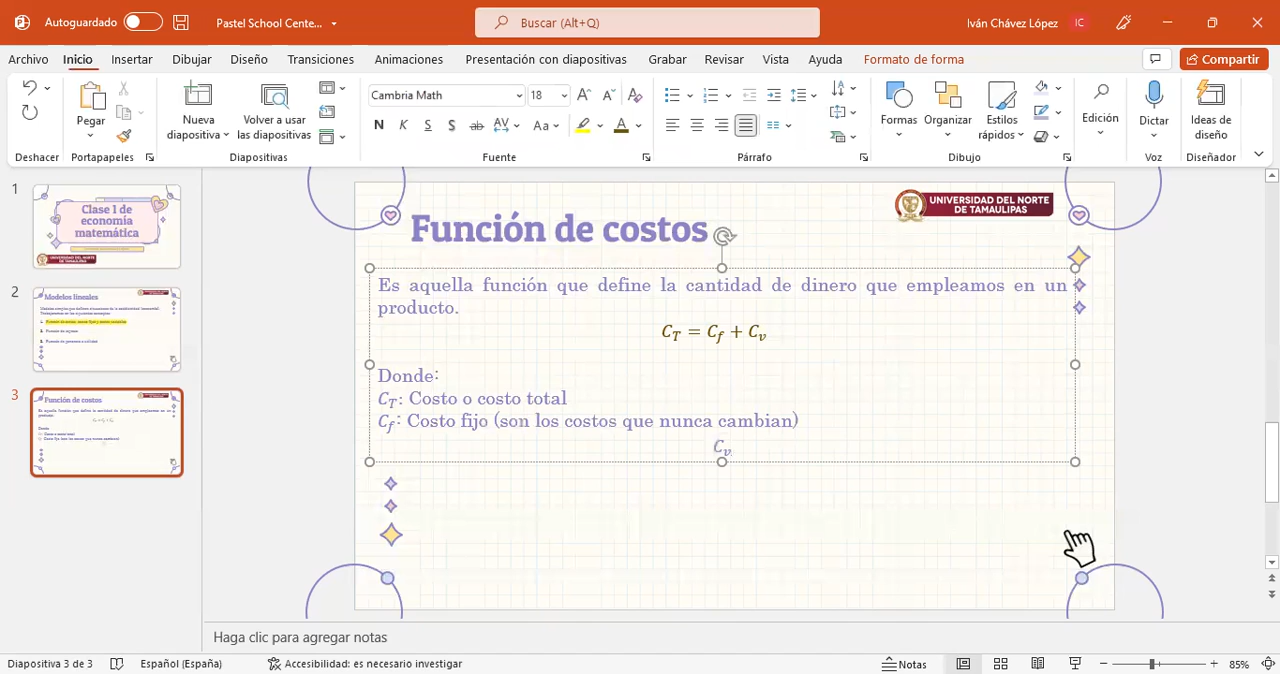 Autoguardado
Pastel School Cente...
Buscar (Alt+Q)
Iván Chávez López
IC
Archivo
Inicio
Insertar
Dibujar
Diseño
Transiciones
Animaciones
Presentación con diapositivas
Grabar
Revisar
Vista
Ayuda
Formato de forma
Compartir
Pegar
Nueva
diapositiva
Volver a usar
las diapositivas
Cambria Math
18
N K S S ab AV Aa A
Formas
Organizar
Estilos
rápidos
Edición
Dictar
Ideas de
diseño
Deshacer
Portapapeles
Diapositivas
Fuente
Párrafo
Dibujo
Voz
Diseñador
1
Clase 1 de
economía
matemática
2
Modelos lineales
3
Función de costos
Función de costos
UNIVERSIDAD DEL NORTE
DE TAMAULIPAS
Es aquella función que define la cantidad de dinero que empleamos en un
producto.
C_T = C_f + C_v
Donde:
C_T: Costo o costo total
C_f: Costo fijo (son los costos que nunca cambian)
C_v
Haga clic para agregar notas
Diapositiva 3 de 3
Español (España)
Accesibilidad: es necesario investigar
Notas
85%